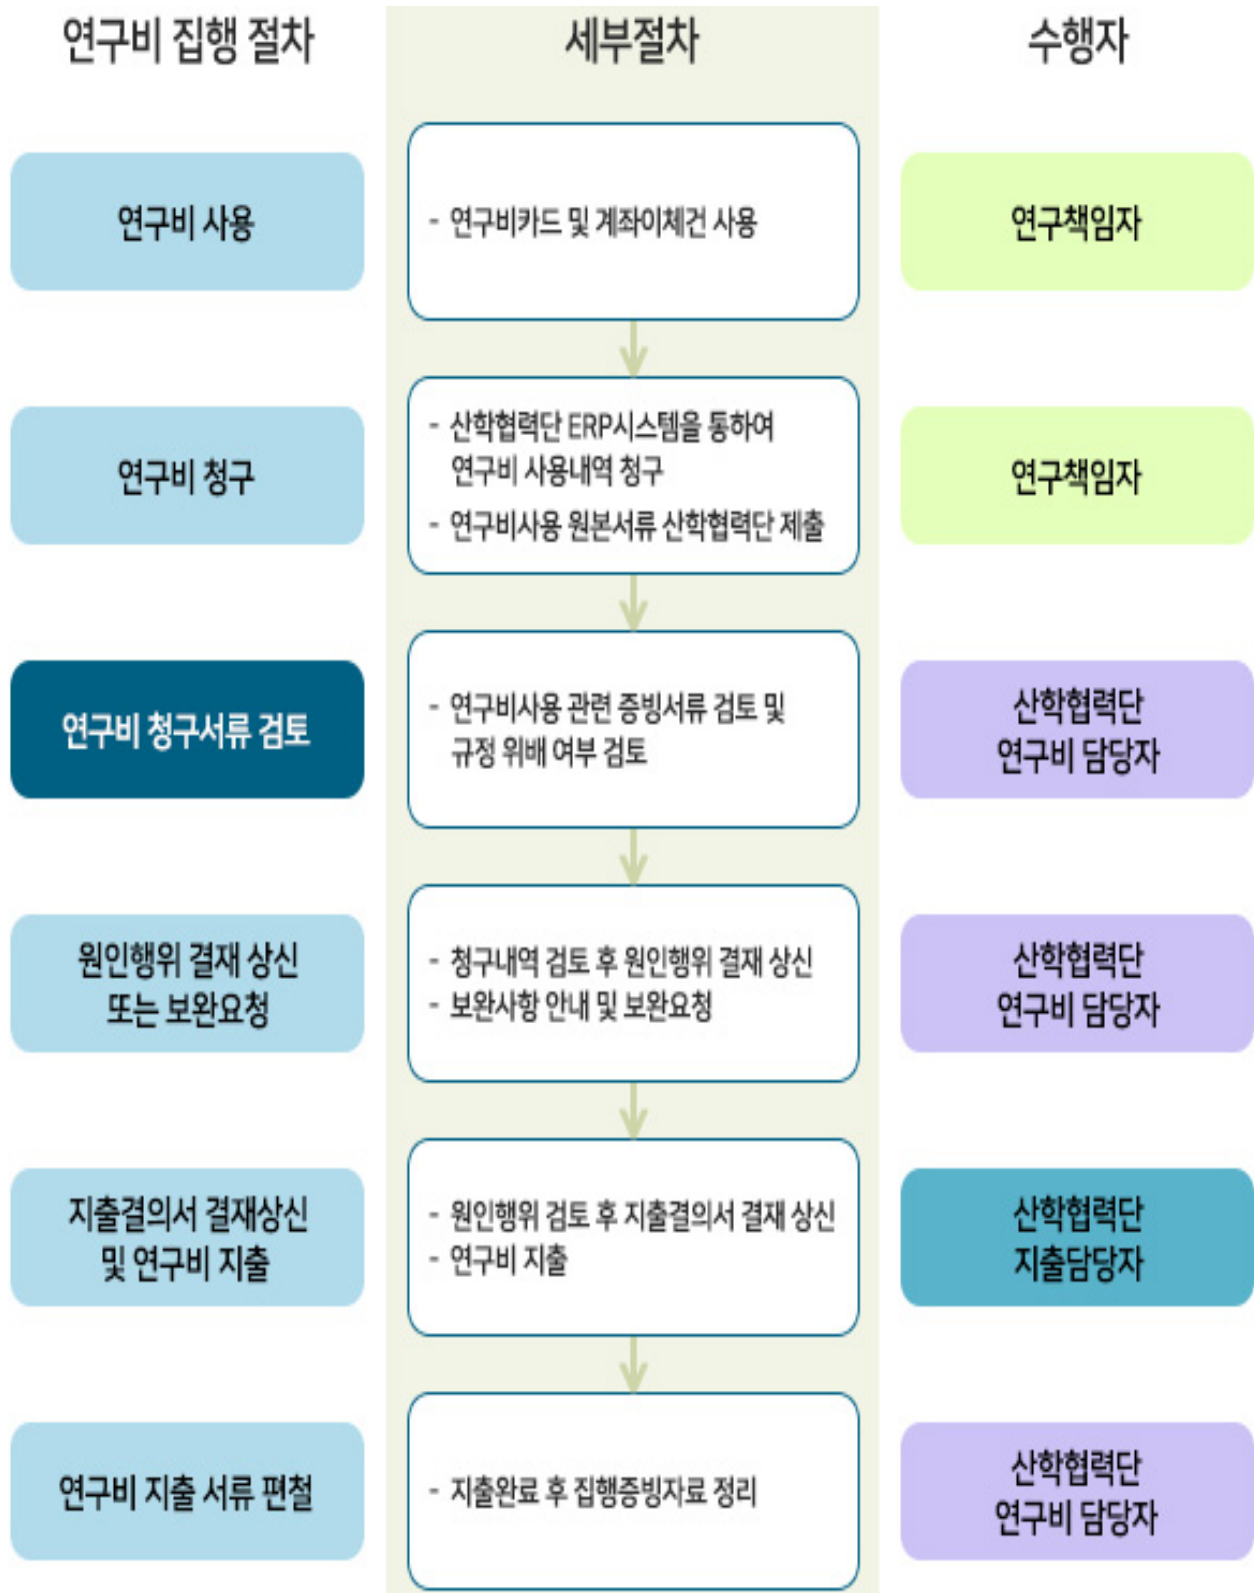 연구비 집행 절차
세부절차
수행자
연구비 사용
- 연구비카드 및 계좌이체건 사용
연구책임자
연구비 청구
- 산학협력단 ERP시스템을 통하여
연구비 사용내역 청구
- 연구비사용 원본서류 산학협력단 제출
연구책임자
연구비 청구서류 검토
- 연구비사용 관련 증빙서류 검토 및
규정 위배 여부 검토
산학협력단
연구비 담당자
원인행위 결재 상신
또는 보완요청
- 청구내역 검토 후 원인행위 결재 상신
- 보완사항 안내 및 보완요청
산학협력단
연구비 담당자
지출결의서 결재상신
및 연구비 지출
- 원인행위 검토 후 지출결의서 결재 상신
- 연구비 지출
산학협력단
지출담당자
연구비 지출 서류 편철
- 지출완료 후 집행증빙자료 정리
산학협력단
연구비 담당자